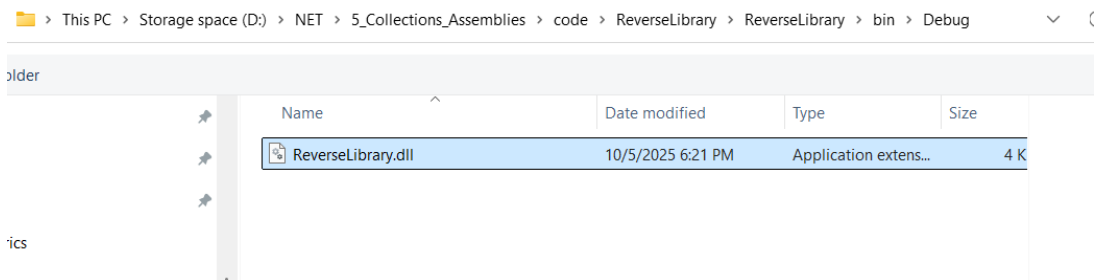 This PC > Storage space (D:) > NET > 5_Collections_Assemblies > code > ReverseLibrary > ReverseLibrary > bin > Debug
older
Name Date modified Type Size
ReverseLibrary.dll 10/5/2025 6:21 PM Application extens... 4 K
rics